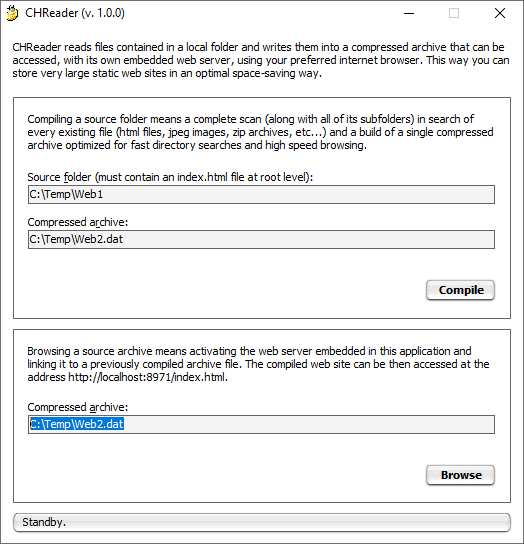 CHReader (v. 1.0.0)
CHReader reads files contained in a local folder and writes them into a compressed archive that can be
accessed, with its own embedded web server, using your preferred internet browser. This way you can
store very large static web sites in an optimal space-saving way.
Compiling a source folder means a complete scan (along with all of its subfolders) in search of
every existing file (html files, jpeg images, zip archives, etc...) and a build of a single compressed
archive optimized for fast directory searches and high speed browsing.
Source folder (must contain an index.html file at root level):
C:\Temp\Web1
Compressed archive:
C:\Temp\Web2.dat
Compile
Browsing a source archive means activating the web server embedded in this application and
linking it to a previously compiled archive file. The compiled web site can be then accessed at the
address http://localhost:8971/index.html.
Compressed archive:
C:\Temp\Web2.dat
Browse
Standby.